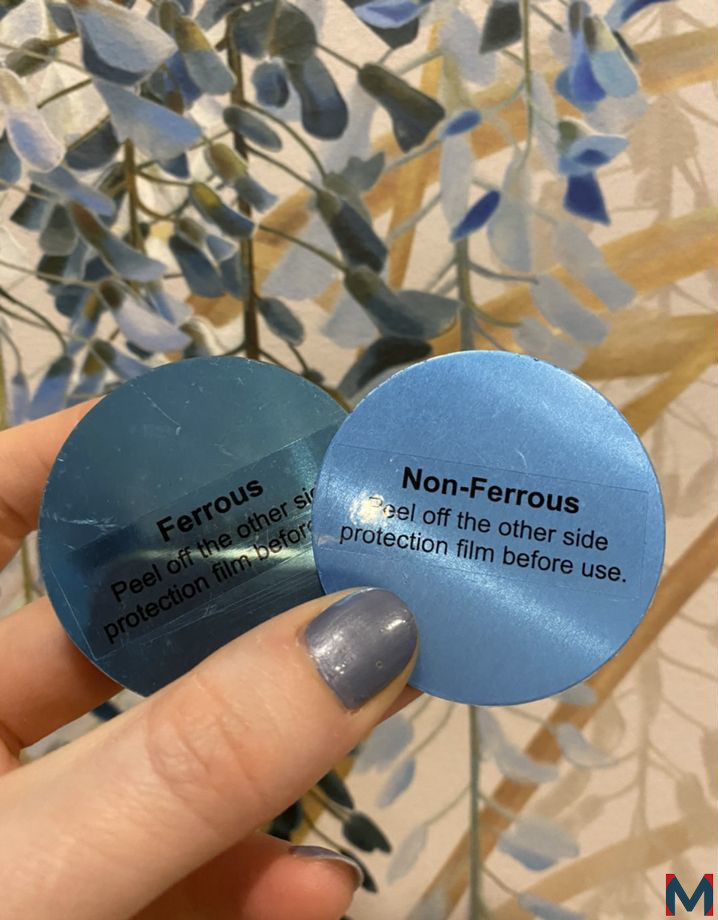 Ferrous
Peel off the other
protection film before
Non-Ferrous
Peel off the other side
protection film before use.
M